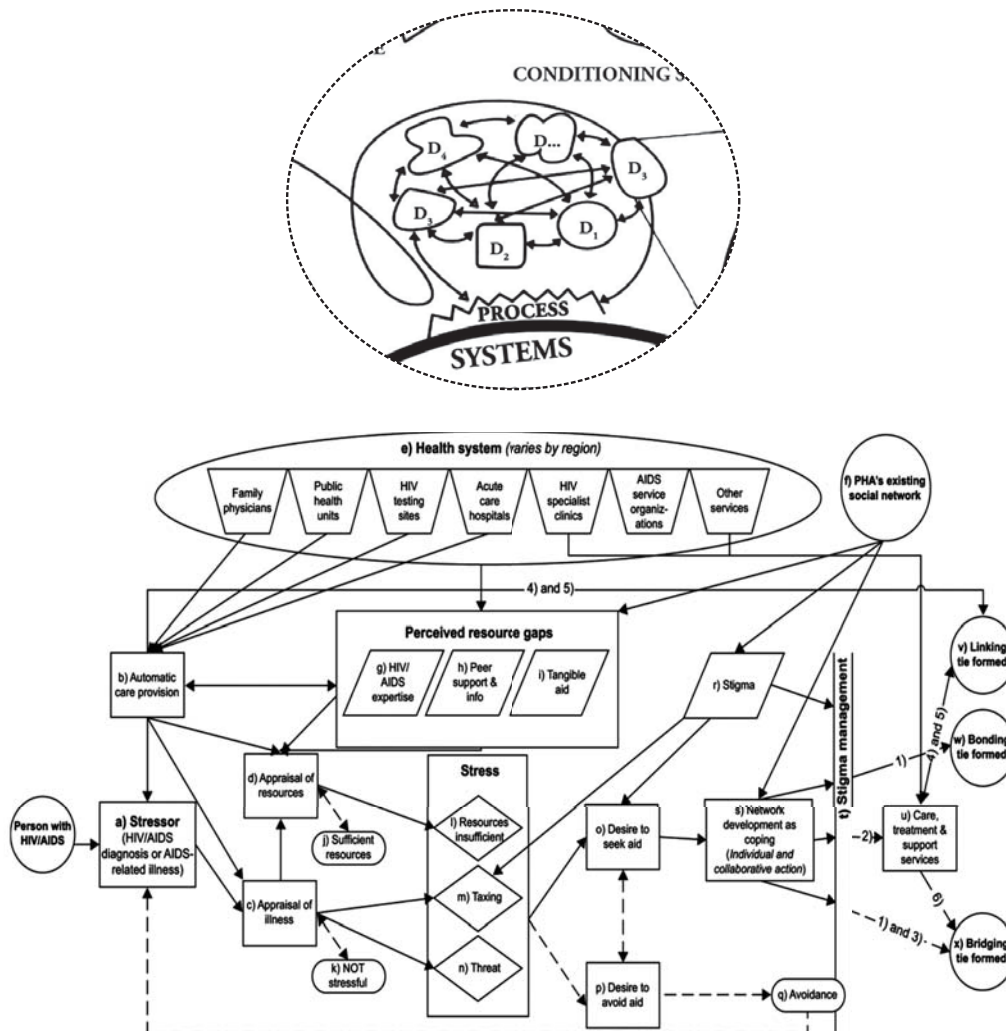 CONDITIONING S
D4
D...
D3
D3
D1
D2
PROCESS
SYSTEMS
e) Health system (varies by region)
Family
physicians
Public
health
units
HIV
testing
sites
Acute
care
hospitals
HIV
specialist
clinics
AIDS
service
organiz-
ations
Other
services
f) PHA's existing
social network
4) and 5)
Perceived resource gaps
g) HIV/
AIDS
expertise
h) Peer
support &
info
i) Tangible
aid
b) Automatic
care provision
r) Stigma
t) Stigma management
v) Linking
tie formed
4) and 5)
w) Bonding
tie formed
1)
d) Appraisal of
resources
Stress
l) Resources
insufficient
j) Sufficient
resources
Person with
HIV/AIDS
a) Stressor
(HIV/AIDS
diagnosis or AIDS-
related illness)
o) Desire to
seek aid
s) Network
development as
coping
(Individual and
collaborative action)
2)
u) Care,
treatment &
support
services
c) Appraisal of
illness
m) Taxing
6)
1) and 3)
x) Bridging
tie formed
k) NOT
stressful
n) Threat
p) Desire to
avoid aid
q) Avoidance